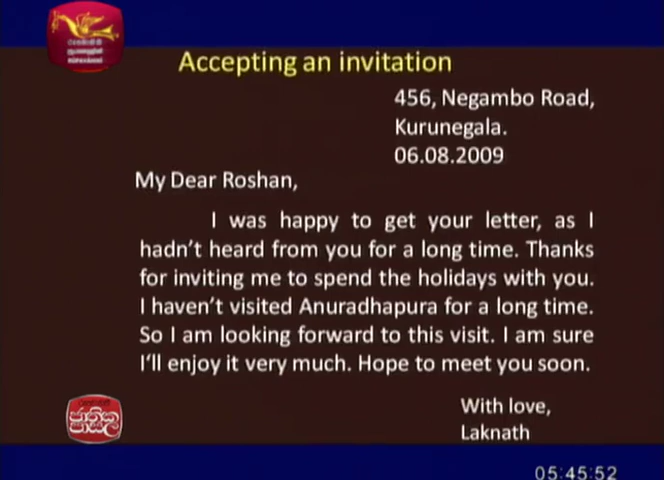 Accepting an invitation
456, Negambo Road,
Kurunegala.
06.08.2009
My Dear Roshan,
I was happy to get your letter, as I
hadn't heard from you for a long time. Thanks
for inviting me to spend the holidays with you.
I haven't visited Anuradhapura for a long time.
So I am looking forward to this visit. I am sure
I'll enjoy it very much. Hope to meet you soon.
With love,
Laknath
ජාතික
පාසල
05:45:52